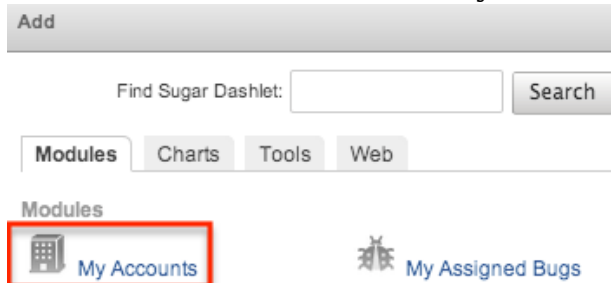 Add
Find Sugar Dashlet: Search
Modules Charts Tools Web
Modules
My Accounts My Assigned Bugs